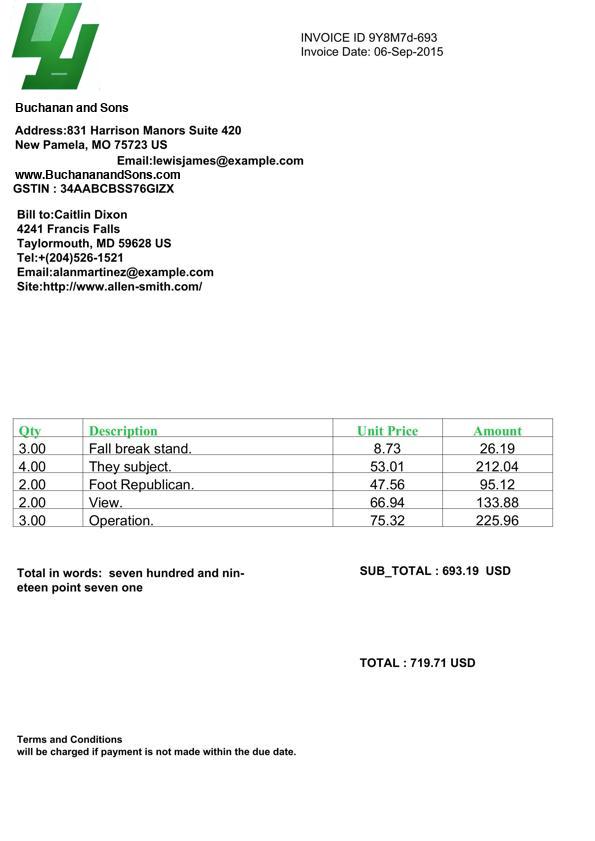 INVOICE ID 9Y8M7d-693
Invoice Date: 06-Sep-2015
Buchanan and Sons
Address:831 Harrison Manors Suite 420
New Pamela, MO 75723 US
Email:lewisjames@example.com
www.BuchananandSons.com
GSTIN : 34AABCBSS76GIZX
Bill to:Caitlin Dixon
4241 Francis Falls
Taylormouth, MD 59628 US
Tel:+(204)526-1521
Email:alanmartinez@example.com
Site:http://www.allen-smith.com/
Qty Description Unit Price Amount
3.00 Fall break stand. 8.73 26.19
4.00 They subject. 53.01 212.04
2.00 Foot Republican. 47.56 95.12
2.00 View. 66.94 133.88
3.00 Operation. 75.32 225.96
Total in words: seven hundred and nin-
eteen point seven one
SUB_TOTAL : 693.19 USD
TOTAL : 719.71 USD
Terms and Conditions
will be charged if payment is not made within the due date.